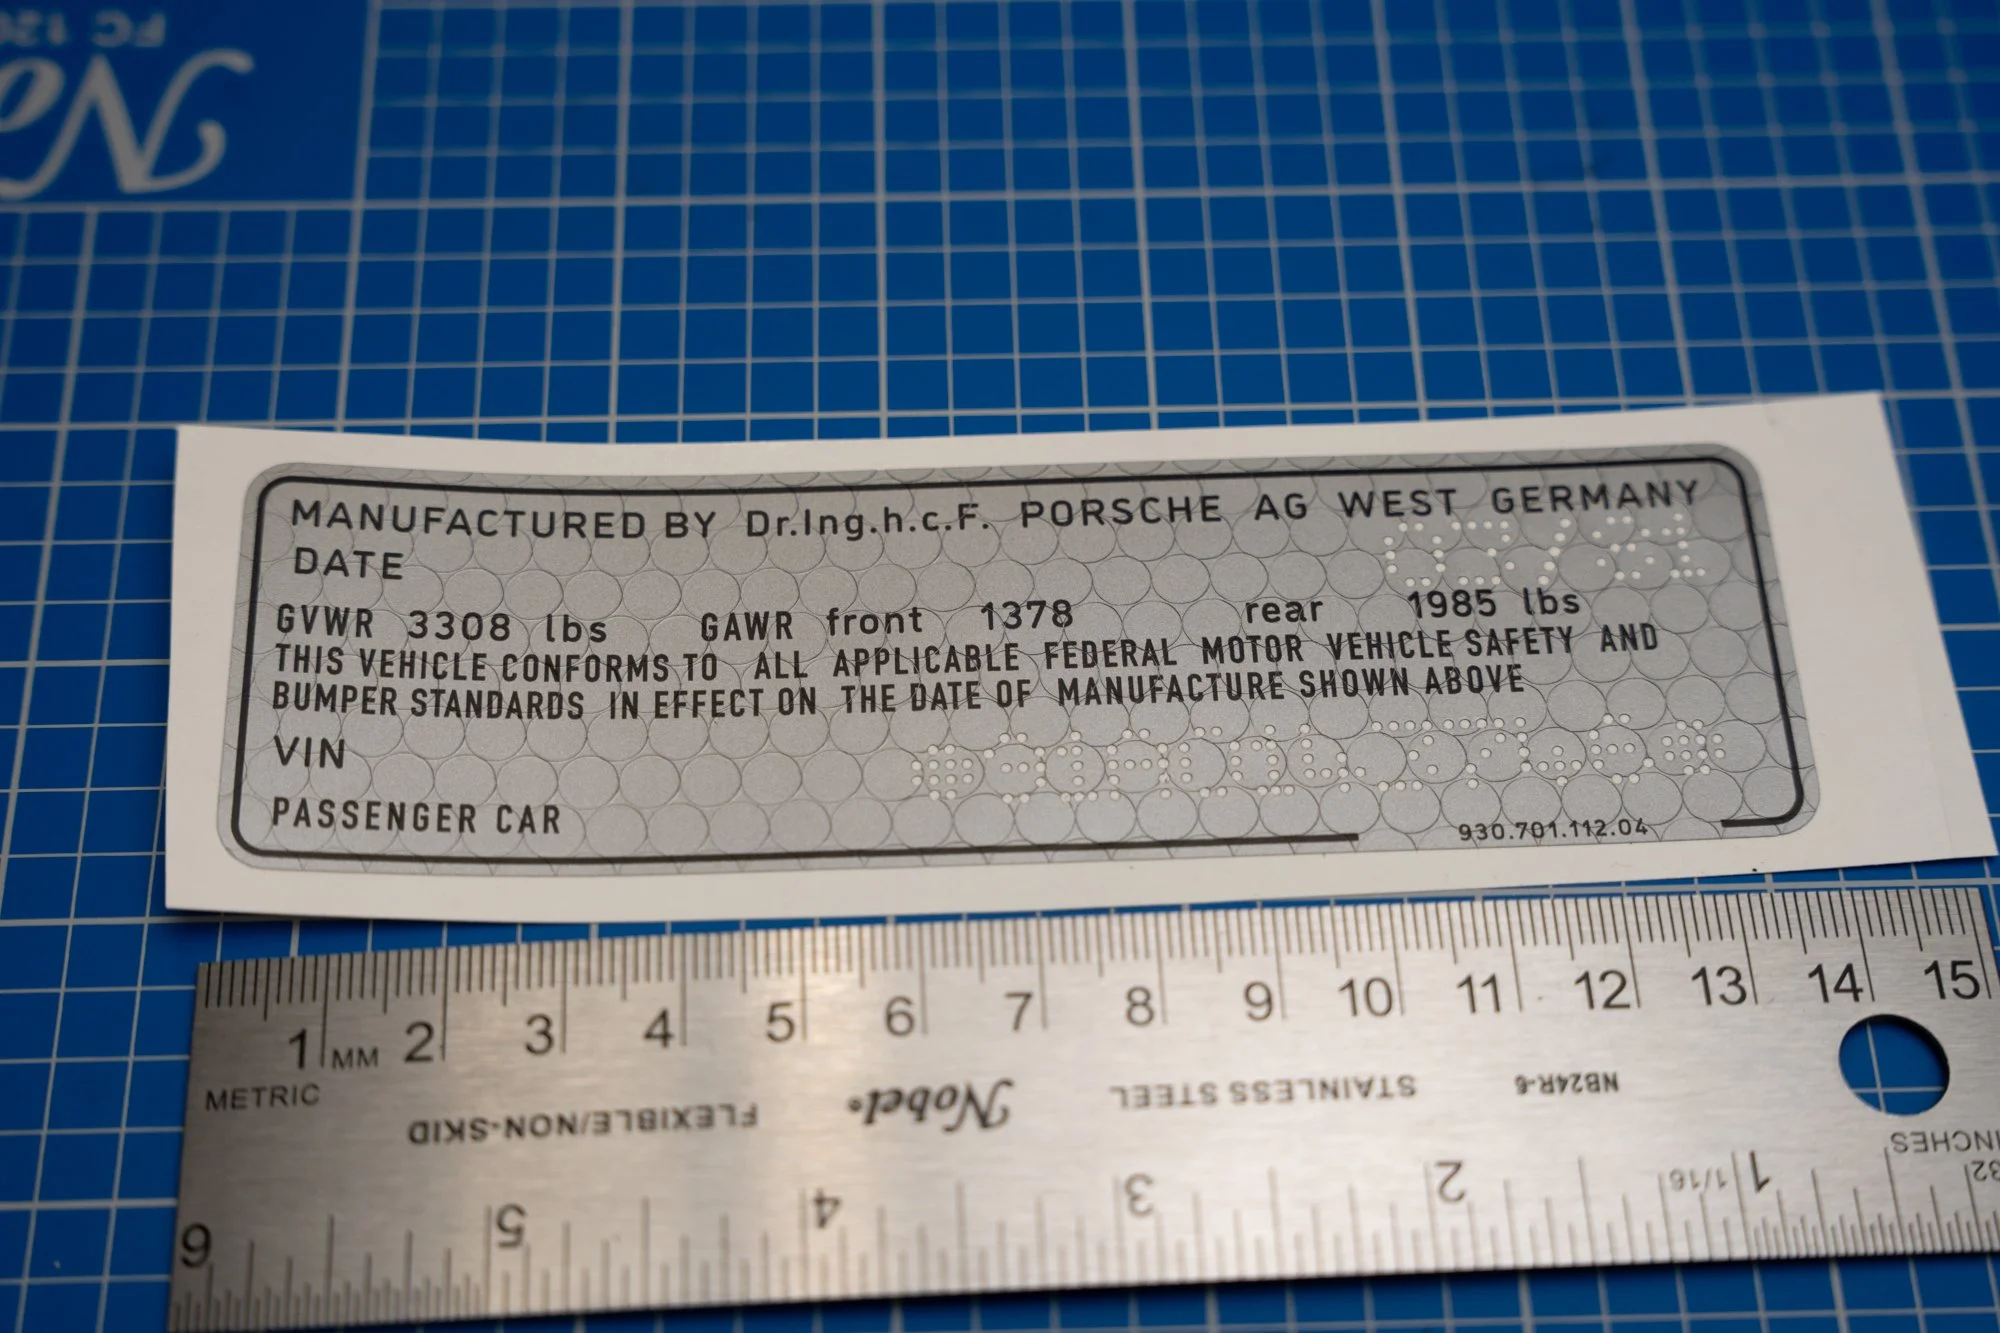 FC 120
No
MANUFACTURED BY Dr.Ing.h.c.F. PORSCHE AG WEST GERMANY
DATE
GVWR 3308 lbs GAWR front 1378 rear 1985 lbs
THIS VEHICLE CONFORMS TO ALL APPLICABLE FEDERAL MOTOR VEHICLE SAFETY AND
BUMPER STANDARDS IN EFFECT ON THE DATE OF MANUFACTURE SHOWN ABOVE
VIN
PASSENGER CAR
930.701.112.04
1 MM 2 3 4 5 6 7 8 9 10 11 12 13 14 15
METRIC
FLEXIBLE/NON-SKID Nobel® STAINLESS STEEL NB24R-6
INCHES
6 5 4 3 2 1/16 1 32